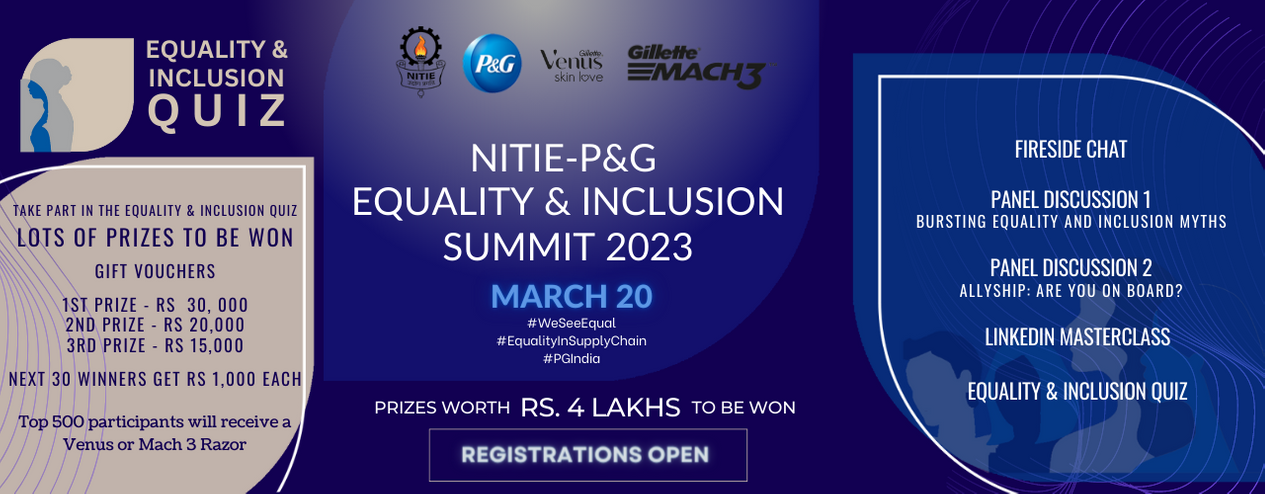 EQUALITY &
INCLUSION
QUIZ
TAKE PART IN THE EQUALITY & INCLUSION QUIZ
LOTS OF PRIZES TO BE WON
GIFT VOUCHERS
1ST PRIZE - RS 30, 000
2ND PRIZE - RS 20,000
3RD PRIZE - RS 15,000
NEXT 30 WINNERS GET RS 1,000 EACH
Top 500 participants will receive a
Venus or Mach 3 Razor
NITIE
P&G
Gillette
Venus
skin love
Gillette
MACH3
NITIE-P&G
EQUALITY & INCLUSION
SUMMIT 2023
MARCH 20
#WeSeeEqual
#EqualityInSupplyChain
#PGIndia
PRIZES WORTH RS. 4 LAKHS TO BE WON
REGISTRATIONS OPEN
FIRESIDE CHAT
PANEL DISCUSSION 1
BURSTING EQUALITY AND INCLUSION MYTHS
PANEL DISCUSSION 2
ALLYSHIP: ARE YOU ON BOARD?
LINKEDIN MASTERCLASS
EQUALITY & INCLUSION QUIZ